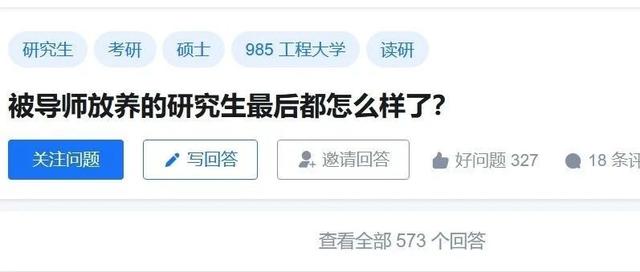 研究生 考研 硕士 985 工程大学 读研
被导师放养的研究生最后都怎么样了?
关注问题 写回答 邀请回答 好问题 327 18 条
查看全部 573 个回答